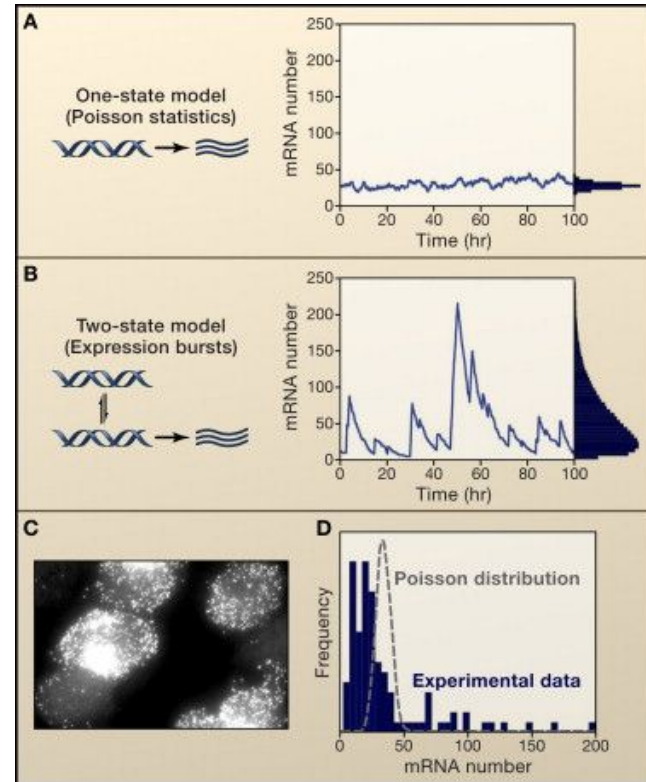 A
One-state model
(Poisson statistics)
mRNA number
250
200
150
100
50
0
0 20 40 60 80 100
Time (hr)
B
Two-state model
(Expression bursts)
mRNA number
250
200
150
100
50
0
0 20 40 60 80 100
Time (hr)
C
D
Frequency
Poisson distribution
Experimental data
0 50 100 150 200
mRNA number